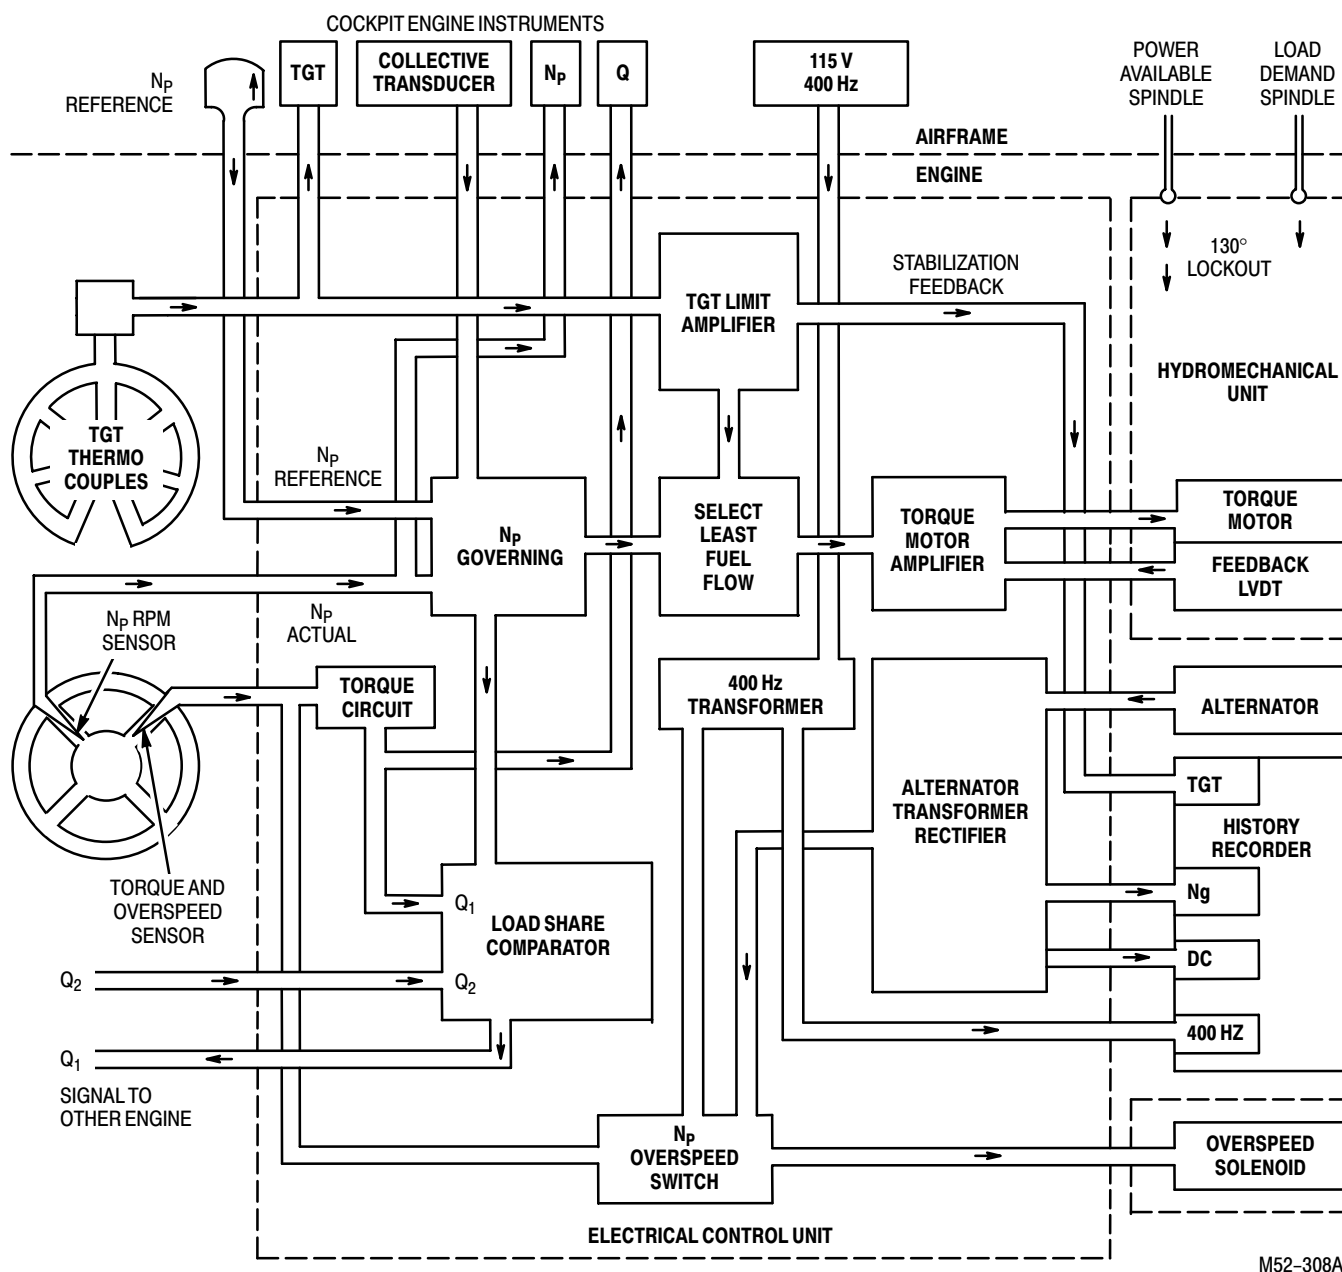 COCKPIT ENGINE INSTRUMENTS
NP
REFERENCE
TGT
COLLECTIVE
TRANSDUCER
NP
Q
115 V
400 Hz
POWER
AVAILABLE
SPINDLE
LOAD
DEMAND
SPINDLE
AIRFRAME
ENGINE
130°
LOCKOUT
STABILIZATION
FEEDBACK
TGT LIMIT
AMPLIFIER
HYDROMECHANICAL
UNIT
TGT
THERMO
COUPLES
NP
REFERENCE
NP
GOVERNING
SELECT
LEAST
FUEL
FLOW
TORQUE
MOTOR
AMPLIFIER
TORQUE
MOTOR
FEEDBACK
LVDT
NP RPM
SENSOR
NP
ACTUAL
TORQUE
CIRCUIT
400 Hz
TRANSFORMER
ALTERNATOR
ALTERNATOR
TRANSFORMER
RECTIFIER
TGT
HISTORY
RECORDER
Ng
DC
400 HZ
TORQUE AND
OVERSPEED
SENSOR
Q1
LOAD SHARE
COMPARATOR
Q2
Q2
Q1
SIGNAL TO
OTHER ENGINE
NP
OVERSPEED
SWITCH
OVERSPEED
SOLENOID
ELECTRICAL CONTROL UNIT
M52-308A